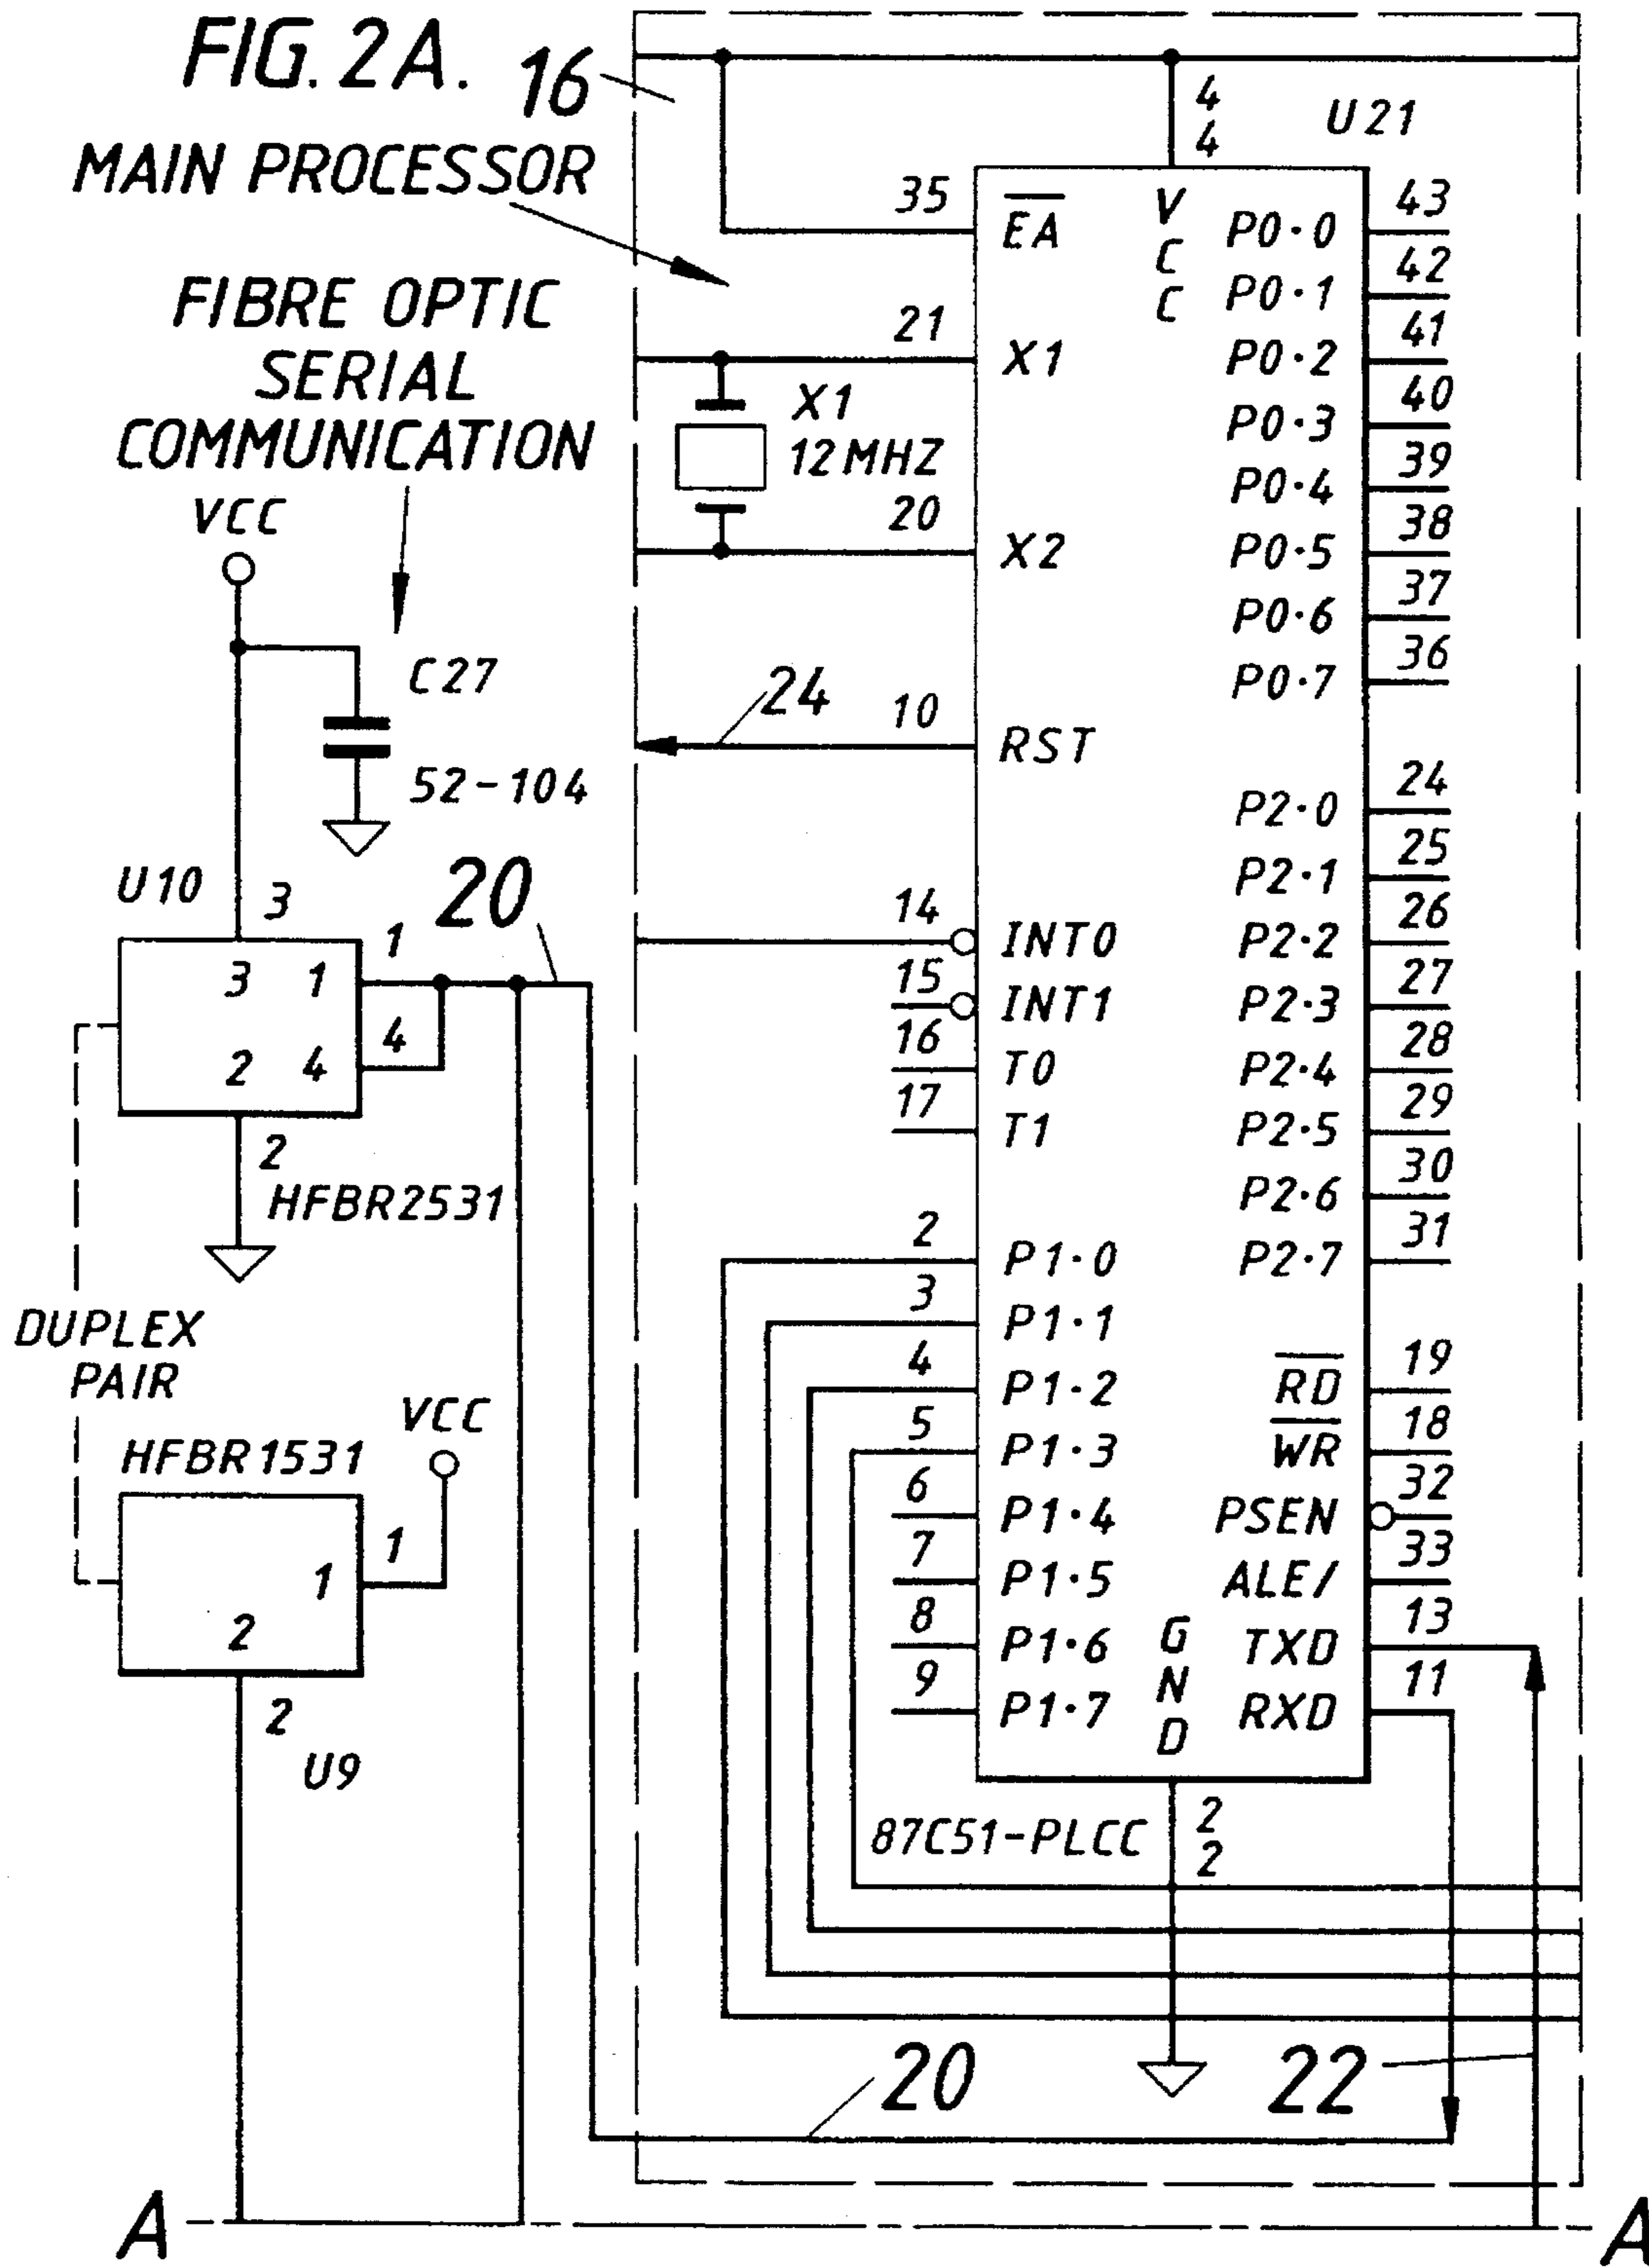 FIG. 2A.
16
MAIN PROCESSOR
FIBRE OPTIC
SERIAL
COMMUNICATION
VCC
C27
52-104
U10
3
20
3 1
1
2 4
4
2
HFBR2531
DUPLEX
PAIR
VCC
HFBR1531
1
1
2
2
U9
U21
4
4
V
C
C
35
EA
21
X1
X1
12MHZ
20
X2
24
10
RST
14
INT0
15
INT1
16
T0
17
T1
2
P1·0
3
P1·1
4
P1-2
5
P1·3
6
P1·4
7
P1·5
8
P1·6
9
P1·7
P0·0
43
P0·1
42
P0·2
41
P0·3
40
P0·4
39
P0·5
38
P0·6
37
P0·7
36
P2·0
24
P2·1
25
P2·2
26
P2·3
27
P2·4
28
P2·5
29
P2·6
30
P2·7
31
RD
19
WR
18
PSEN
32
ALE/
33
TXD
13
RXD
11
G
N
D
87C51-PLCC
2
2
20
22
A
A